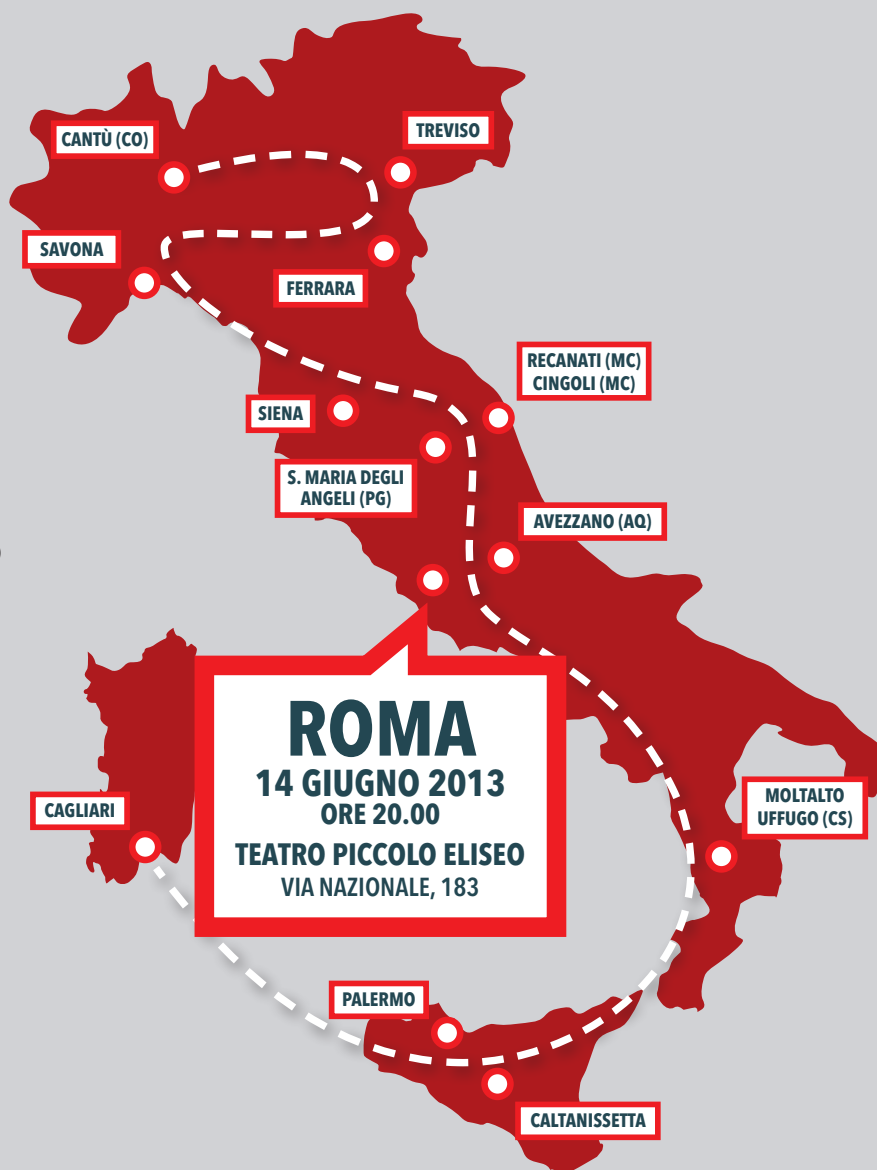 TREVISO
CANTÙ (CO)
SAVONA
FERRARA
RECANATI (MC)
CINGOLI (MC)
SIENA
S. MARIA DEGLI
ANGELI (PG)
AVEZZANO (AQ)
ROMA
14 GIUGNO 2013
ORE 20.00
TEATRO PICCOLO ELISEO
VIA NAZIONALE, 183
CAGLIARI
MOLTALTO
UFFUGO (CS)
PALERMO
CALTANISSETTA